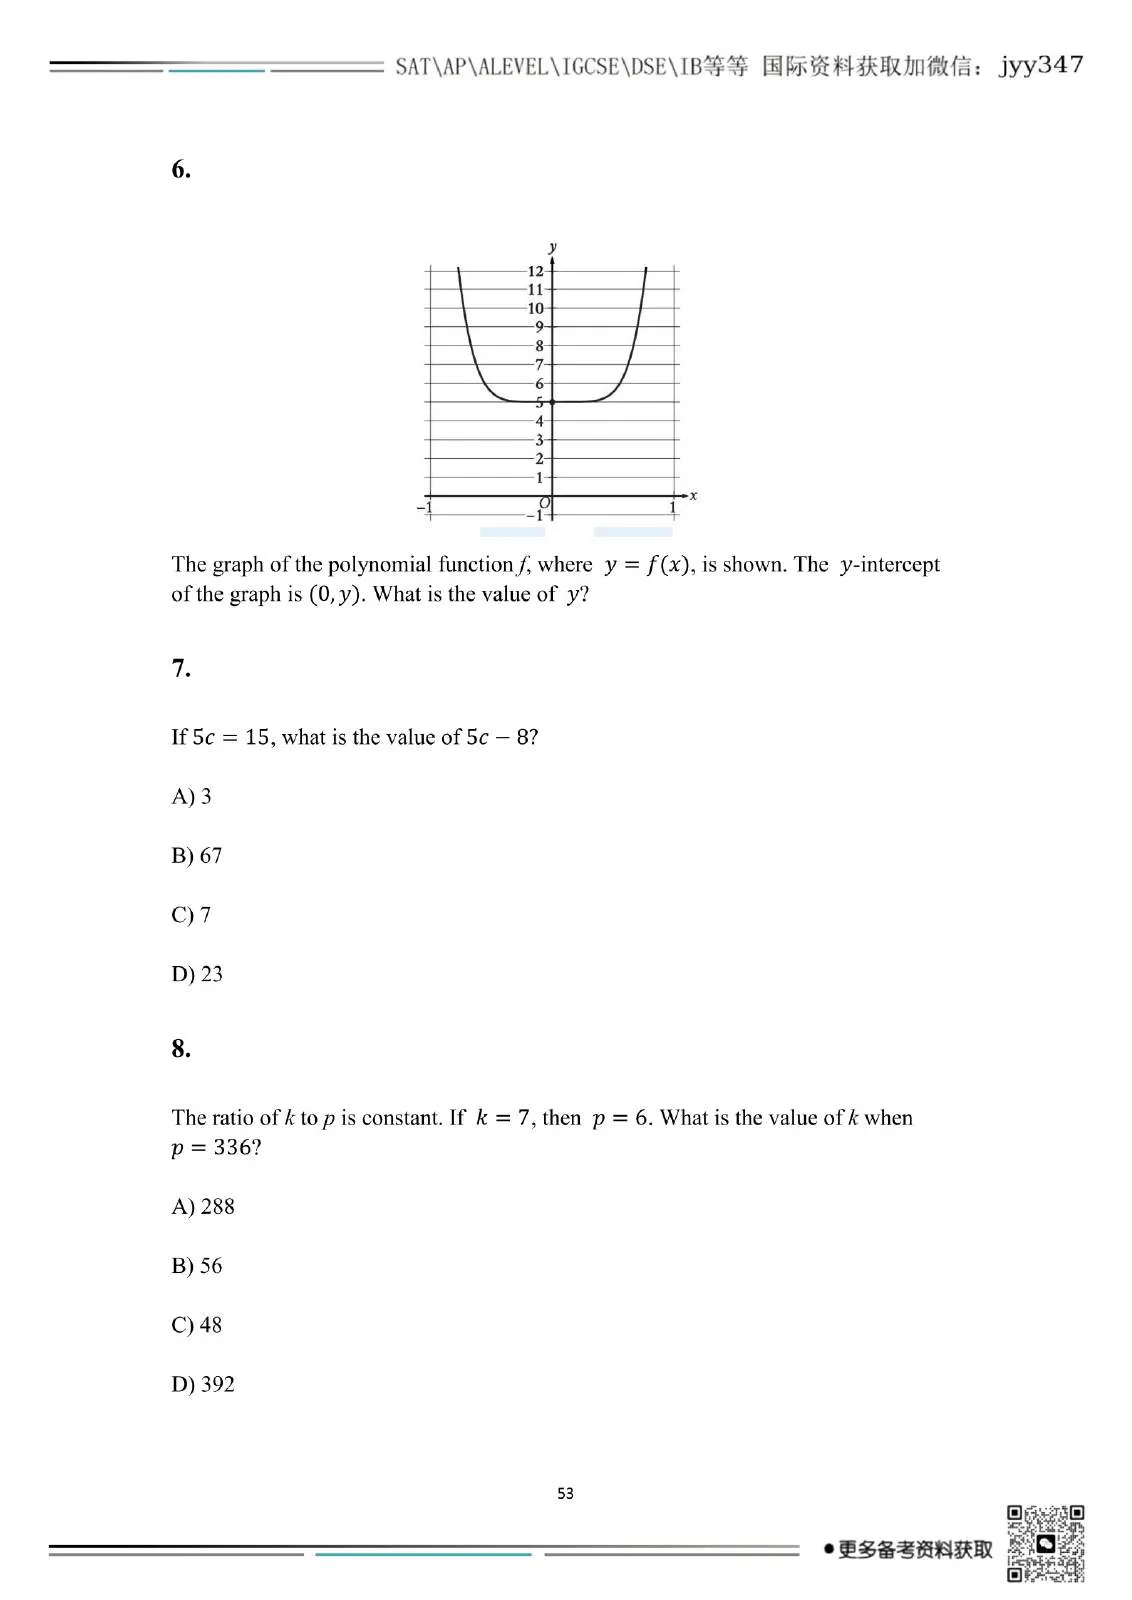 SAT\AP\ALEVEL\IGCSE\DSE\IB等等 国际资料获取加微信: jyy347
6.
y
12
11
10
9
8
7
6
5
4
3
2
1
O
-1
-1
1
x
The graph of the polynomial function f, where y = f(x), is shown. The y-intercept
of the graph is (0, y). What is the value of y?
7.
If 5c = 15, what is the value of 5c − 8?
A) 3
B) 67
C) 7
D) 23
8.
The ratio of k to p is constant. If k = 7, then p = 6. What is the value of k when
p = 336?
A) 288
B) 56
C) 48
D) 392
53
●更多备考资料获取